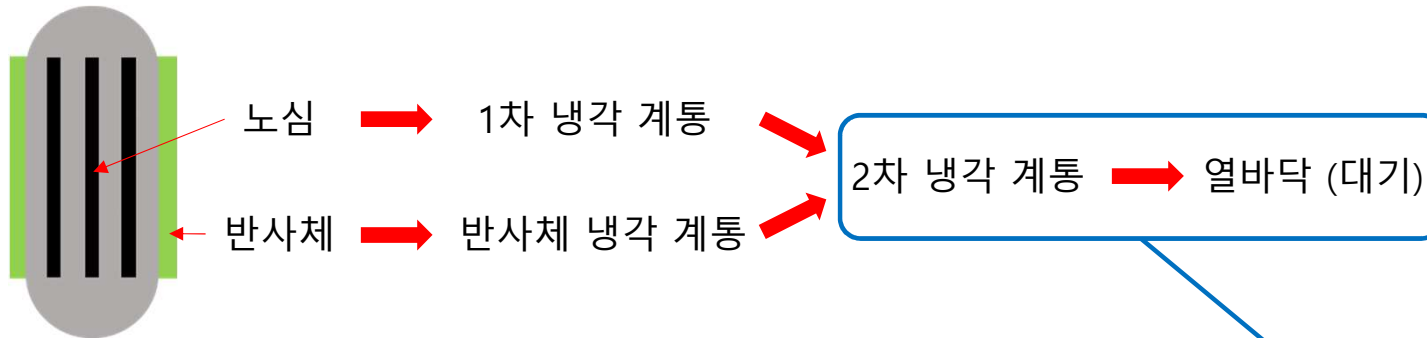 노심
1차 냉각 계통
2차 냉각 계통
열바닥 (대기)
반사체
반사체 냉각 계통